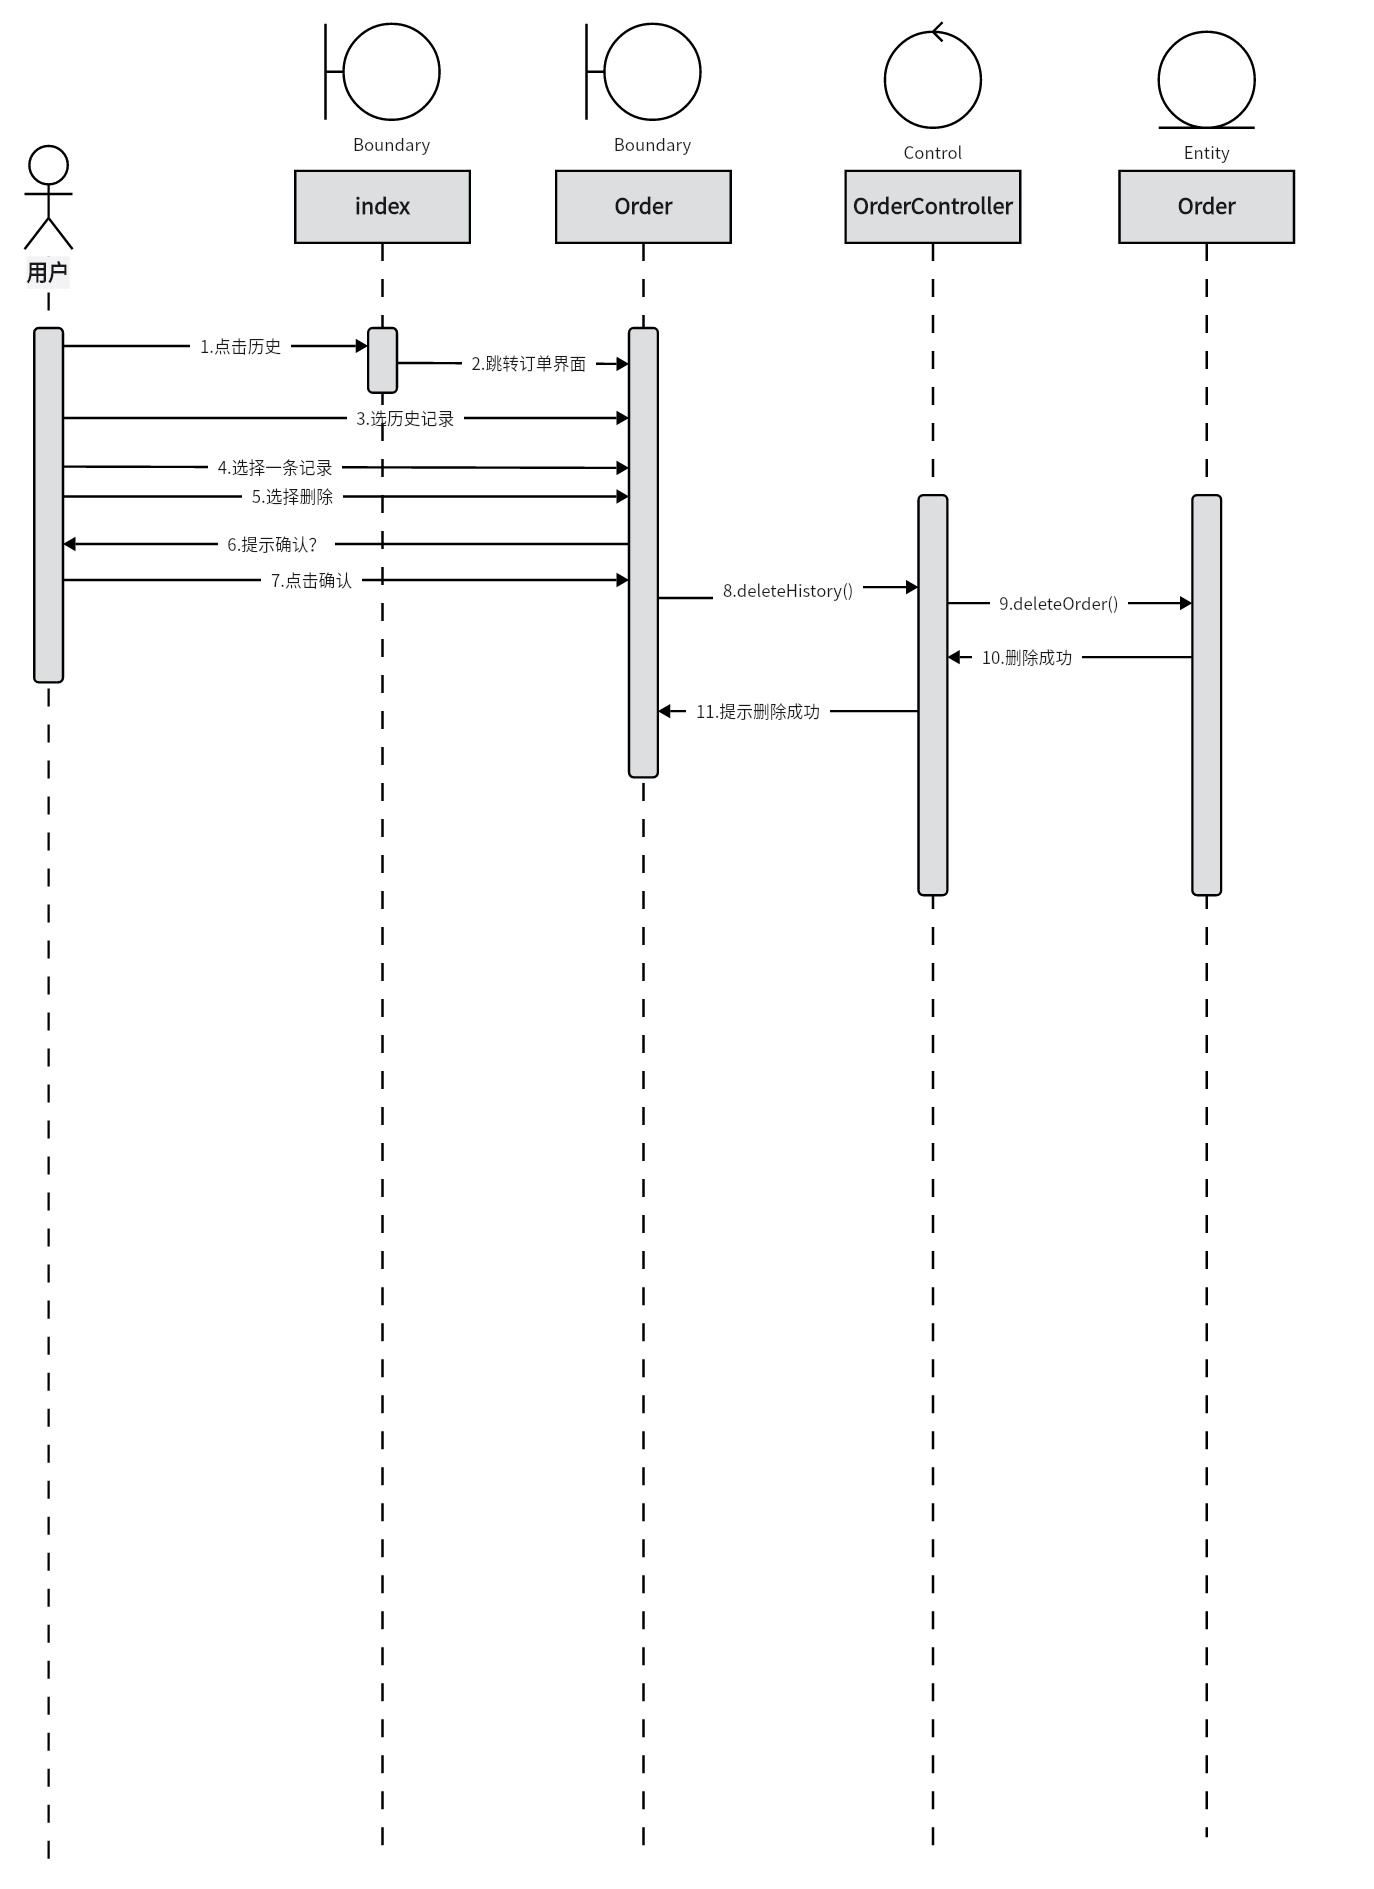 Boundary
Boundary
Control
Entity
index
Order
OrderController
Order
用户
1.点击历史
2.跳转订单界面
3.选历史记录
4.选择一条记录
5.选择删除
6.提示确认?
7.点击确认
8.deleteHistory()
9.deleteOrder()
10.删除成功
11.提示删除成功